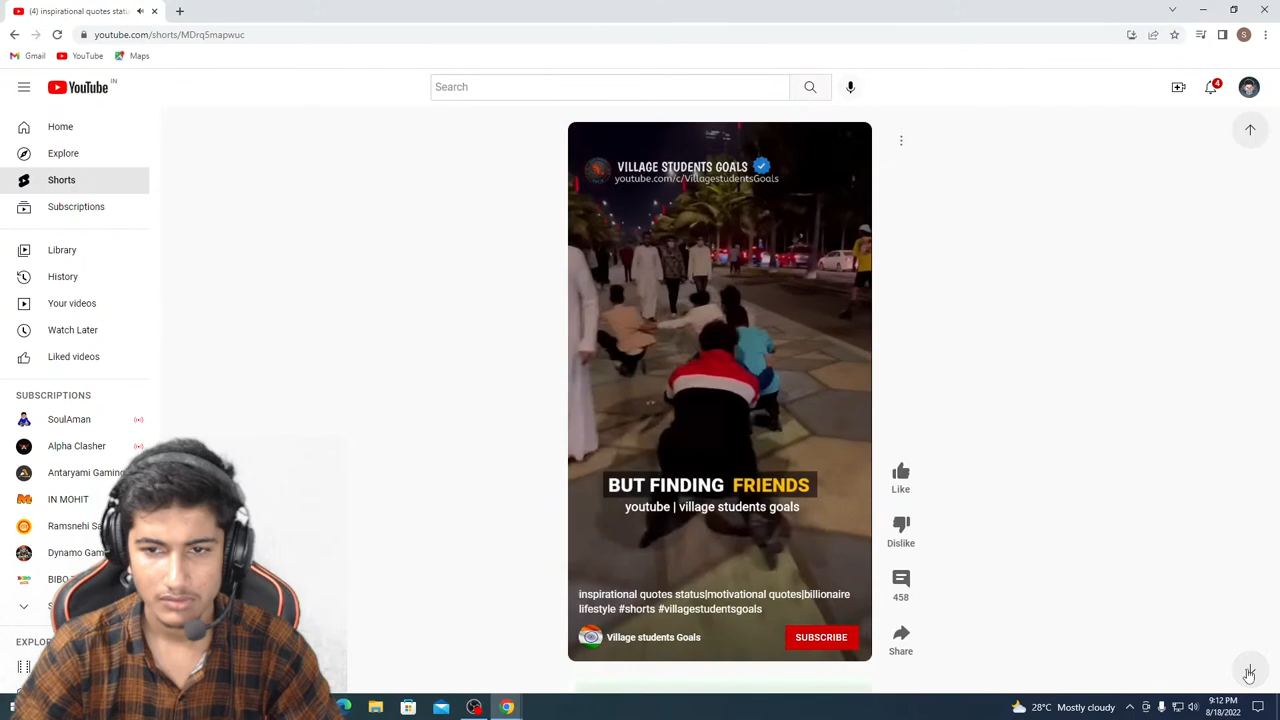 (4) inspirational quotes statu
youtube.com/shorts/MDrq5mapwuc
S
Gmail
YouTube
Maps
YouTube IN
Search
4
Home
Explore
Shorts
Subscriptions
Library
History
Your videos
Watch Later
Liked videos
SUBSCRIPTIONS
SoulAman
Alpha Clasher
Antaryami Gaming
IN MOHIT
Ramsnehi Sa
Dynamo Gam
BIBO
EXPLOR
VILLAGE STUDENTS GOALS
youtube.com/c/VillagestudentsGoals
BUT FINDING FRIENDS
youtube | village students goals
inspirational quotes status|motivational quotes|billionaire
lifestyle #shorts #villagestudentsgoals
Village students Goals
SUBSCRIBE
Like
Dislike
458
Share
28°C Mostly cloudy
9:12 PM
8/18/2022